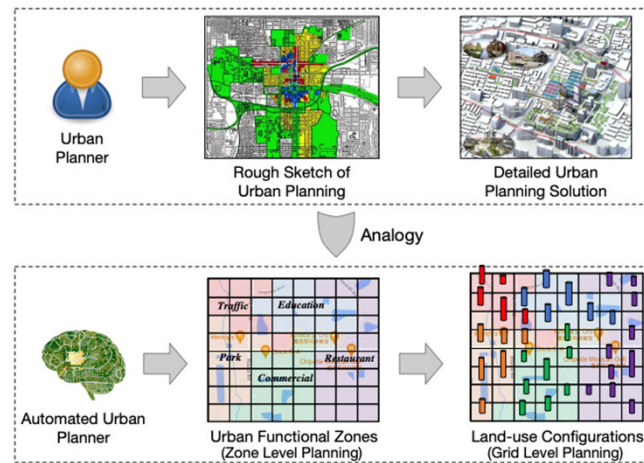 Urban
Planner
Rough Sketch of
Urban Planning
Detailed Urban
Planning Solution
Analogy
Traffic
Education
Park
Restaurant
Commercial
Automated Urban
Planner
Urban Functional Zones
(Zone Level Planning)
Land-use Configurations
(Grid Level Planning)